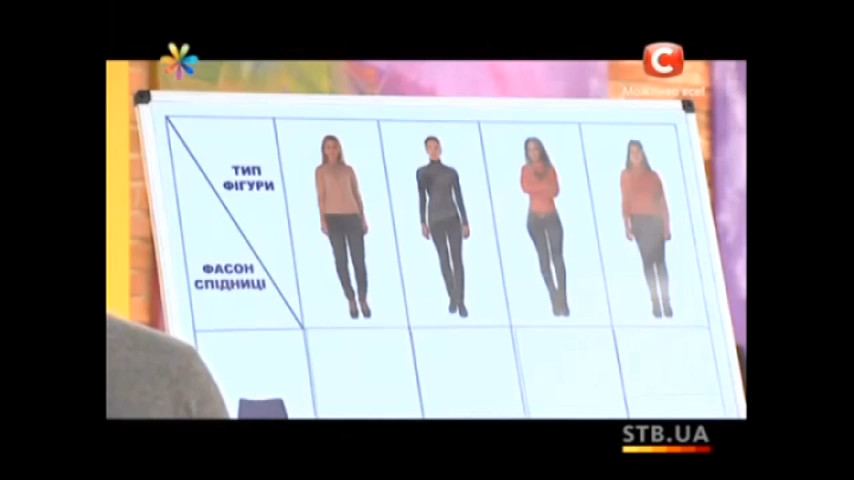 С
Можливо все!
ТИП
ФІГУРИ
ФАСОН
СПІДНИЦІ
STB.UA